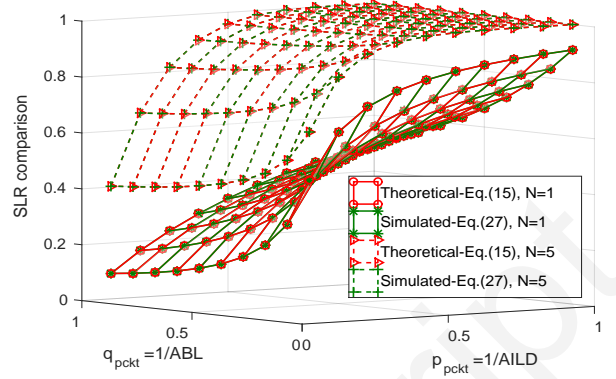 1
0.8
0.6
0.4
0.2
0
SLR comparison
Theoretical-Eq.(15), N=1
Simulated-Eq.(27), N=1
Theoretical-Eq.(15), N=5
Simulated-Eq.(27), N=5
1
0.5
0
0
0.5
1
q_pckt =1/ABL
p_pckt =1/AILD